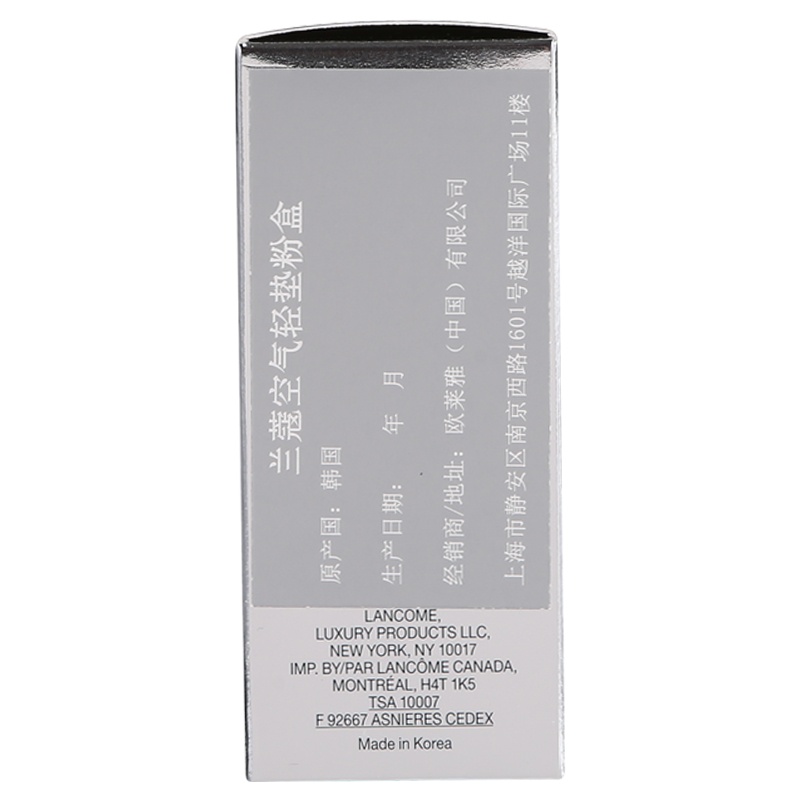 兰蔻空气轻垫粉盒
原产国：韩国
生产日期： 年 月
经销商/地址：欧莱雅（中国）有限公司
上海市静安区南京西路1601号越洋国际广场11楼
LANCOME,
LUXURY PRODUCTS LLC,
NEW YORK, NY 10017
IMP. BY/PAR LANCÔME CANADA,
MONTRÉAL, H4T 1K5
TSA 10007
F 92667 ASNIERES CEDEX
Made in Korea